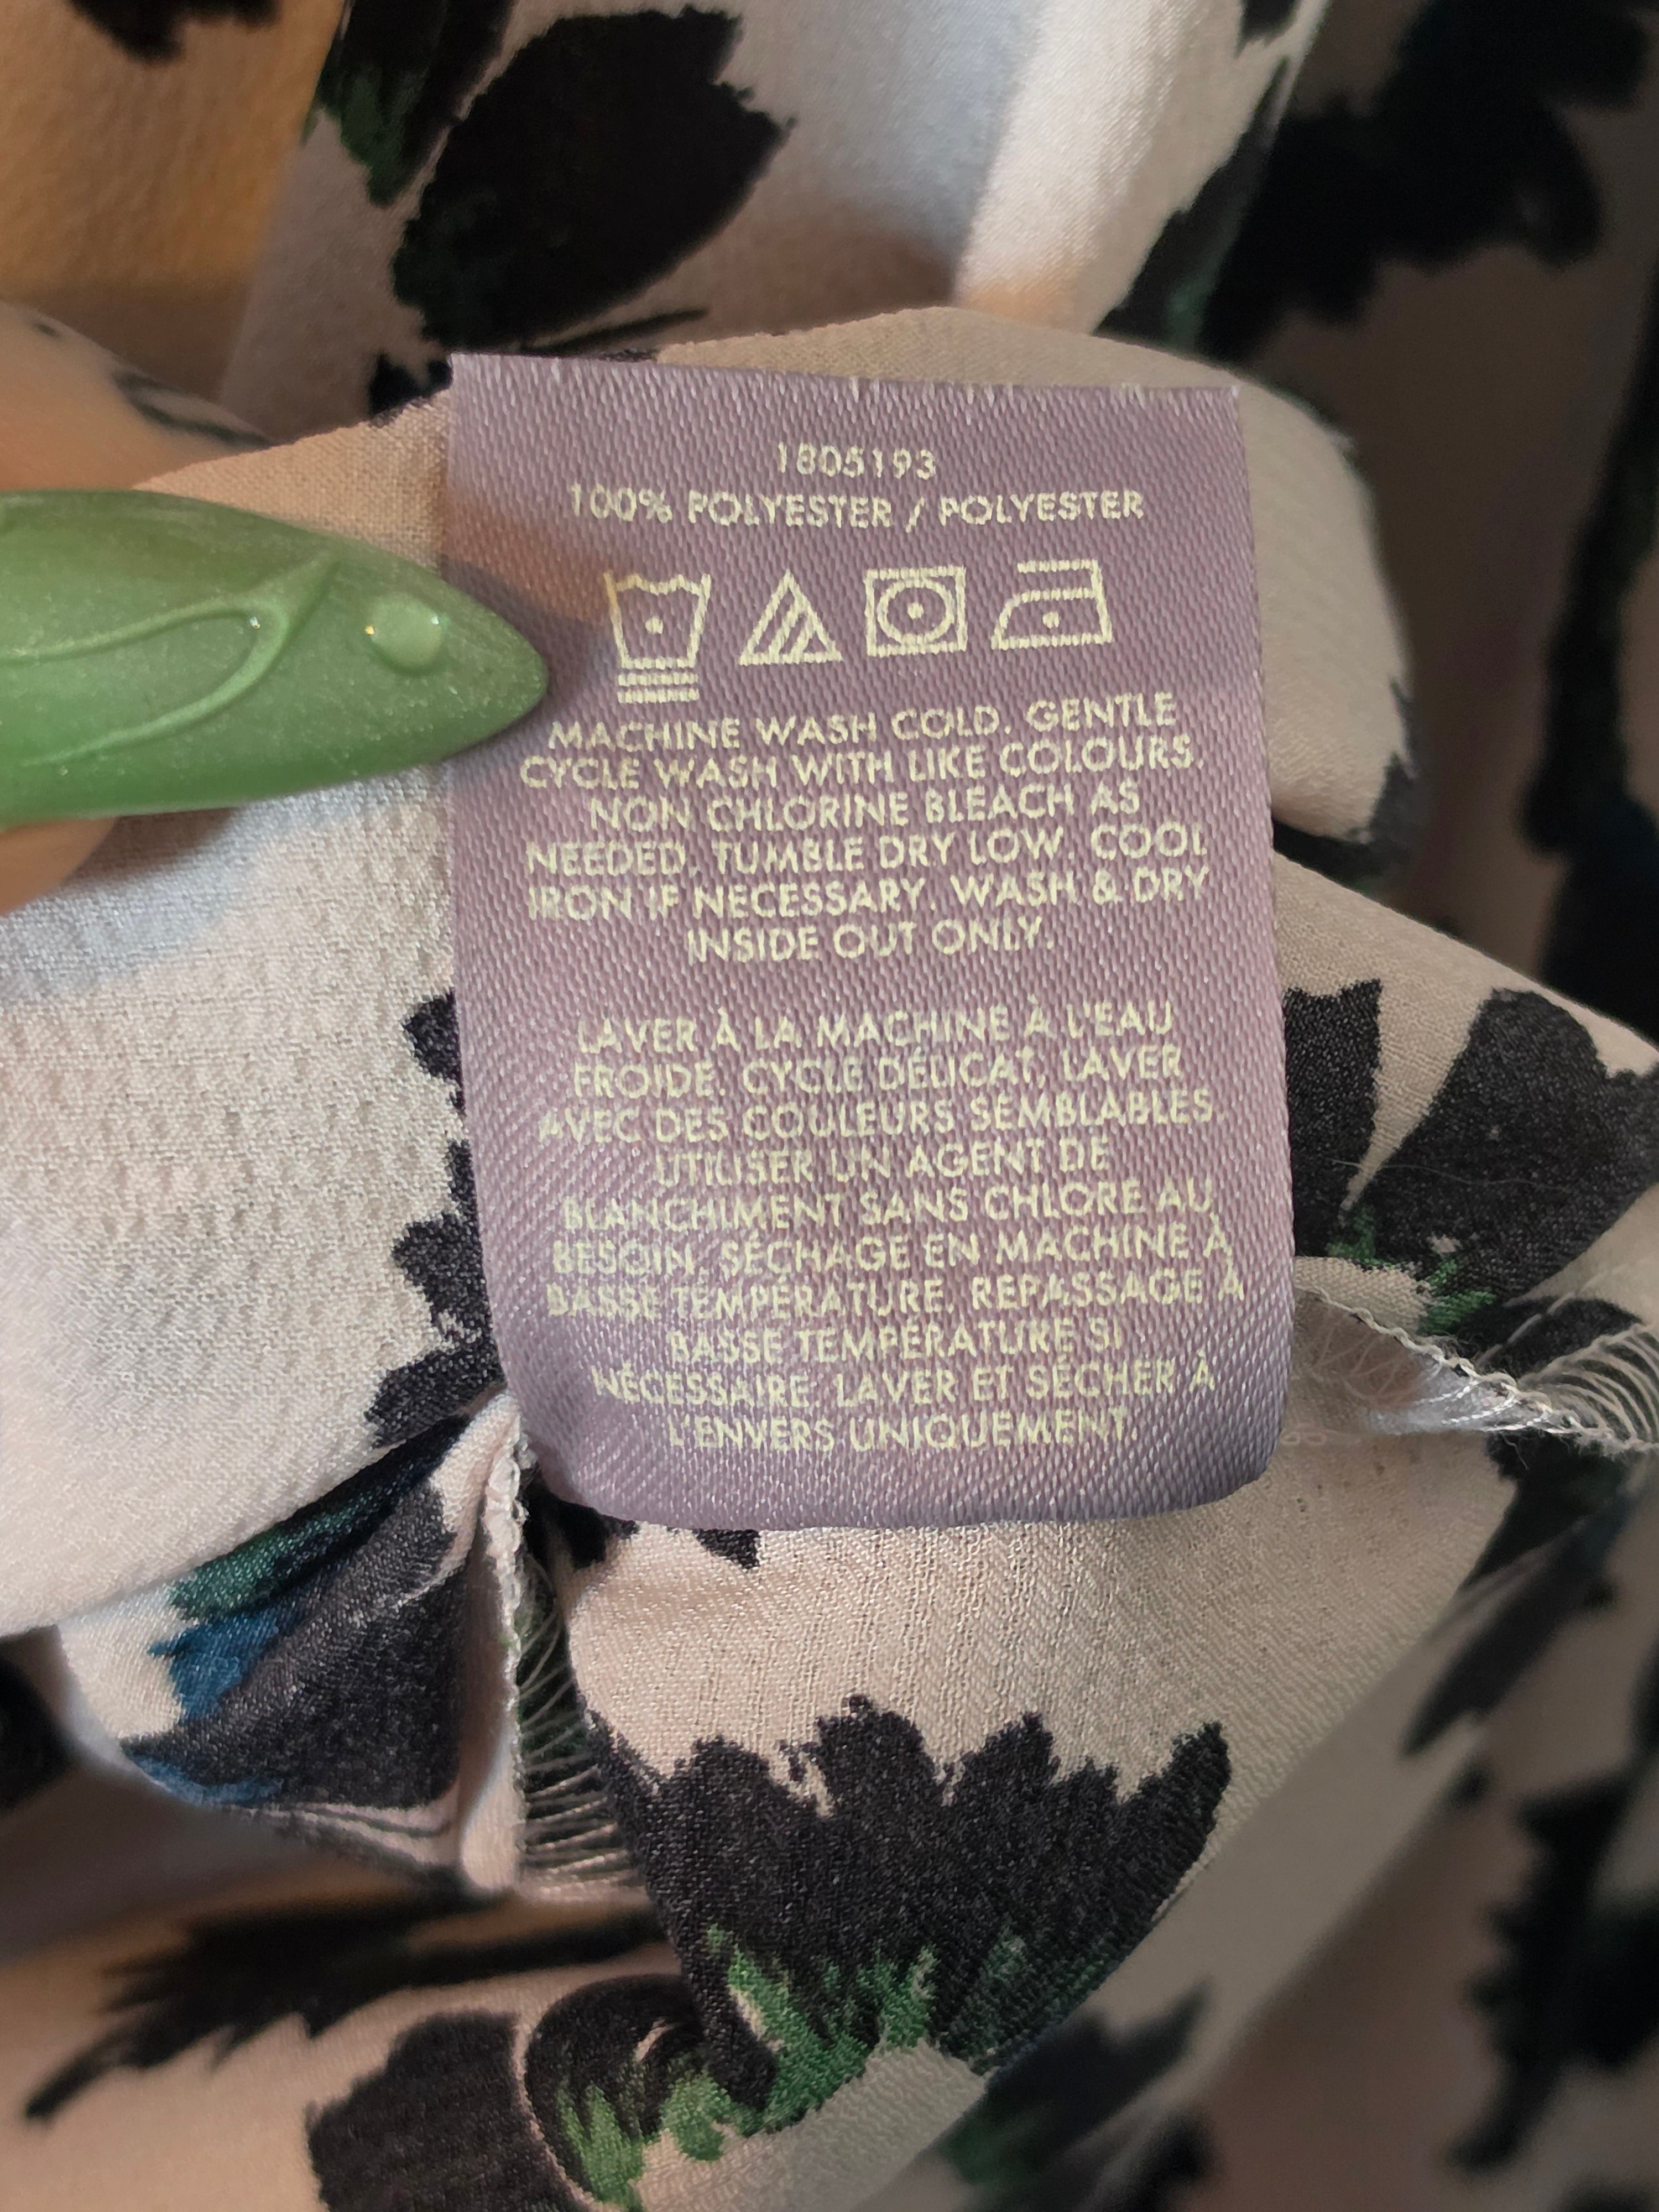 1805193
100% POLYESTER / POLYESTER
MACHINE WASH COLD. GENTLE
CYCLE WASH WITH LIKE COLOURS.
NON CHLORINE BLEACH AS
NEEDED. TUMBLE DRY LOW. COOL
IRON IF NECESSARY. WASH & DRY
INSIDE OUT ONLY.
LAVER À LA MACHINE À L'EAU
FROIDE. CYCLE DÉLICAT. LAVER
AVEC DES COULEURS SEMBLABLES.
UTILISER UN AGENT DE
BLANCHIMENT SANS CHLORE AU
BESOIN. SÉCHAGE EN MACHINE À
BASSE TEMPÉRATURE. REPASSAGE À
BASSE TEMPÉRATURE SI
NÉCESSAIRE. LAVER ET SÉCHER À
L'ENVERS UNIQUEMENT.